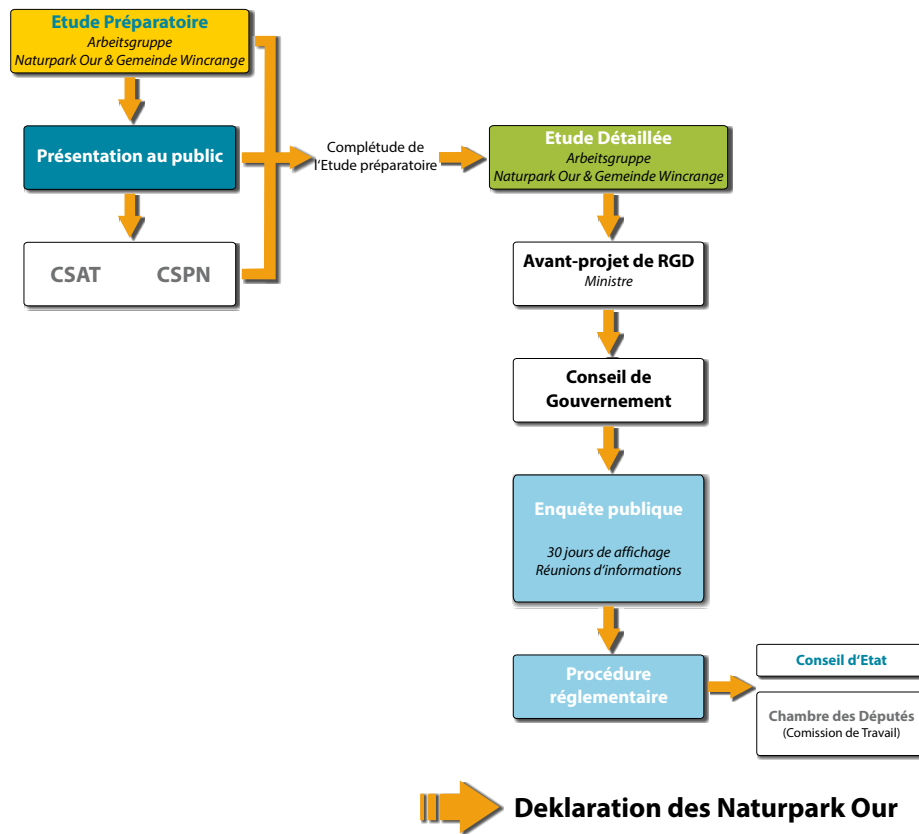 Etude Préparatoire
Arbeitsgruppe
Naturpark Our & Gemeinde Wincrange
Présentation au public
CSAT CSPN
Complétude de
l'Etude préparatoire
Etude Détaillée
Arbeitsgruppe
Naturpark Our & Gemeinde Wincrange
Avant-projet de RGD
Ministre
Conseil de
Gouvernement
Enquête publique
30 jours de affichage
Réunions d'informations
Procédure
réglementaire
Conseil d'Etat
Chambre des Députés
(Comission de Travail)
Deklaration des Naturpark Our